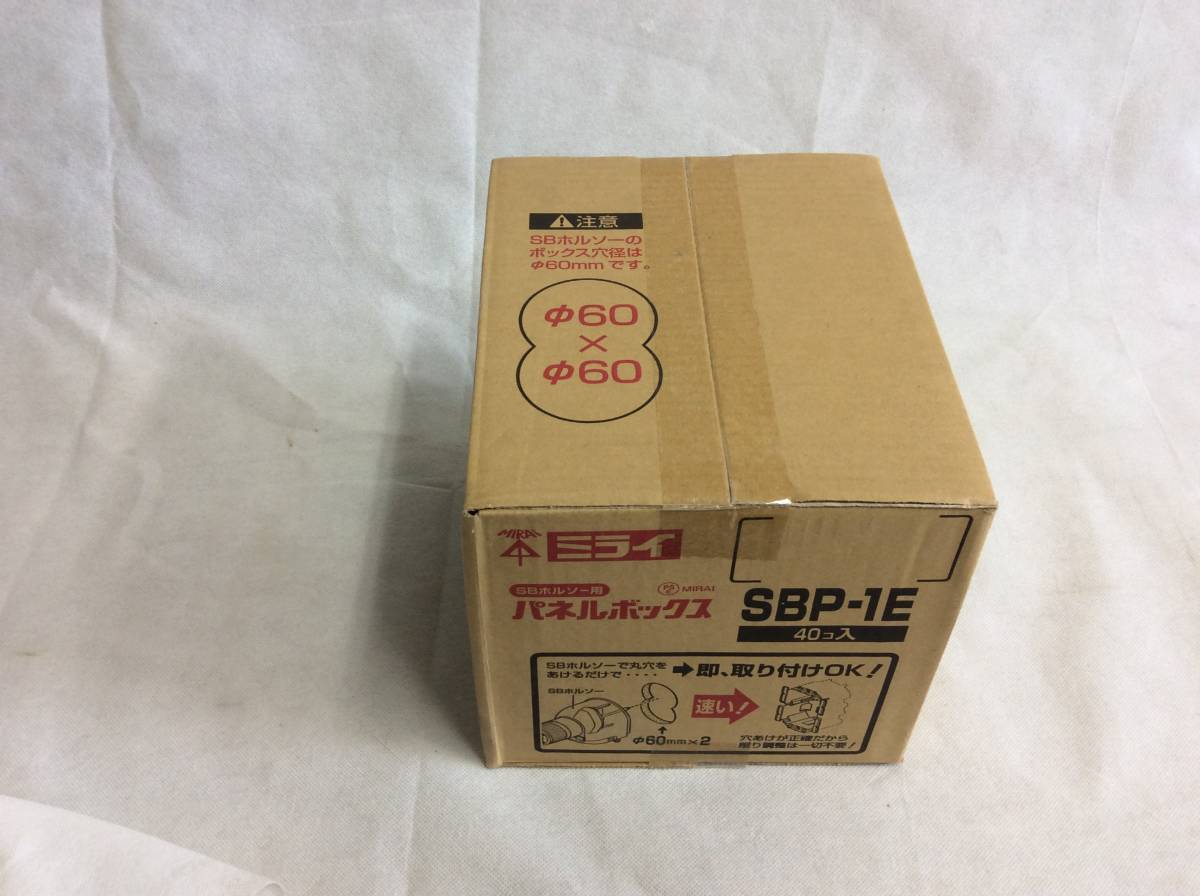 注意
SBホルソーの
ボックス穴径は
φ60mmです。
φ60
×
φ60
MIRAI
ミライ
SBホルソー用
PS E MIRAI
パネルボックス
SBP-1E
40コ入
SBホルソーで丸穴を
あけるだけで‥‥
➡即、取り付けOK!
SBホルソー
速い!
φ60mm×2
穴あけが正確だから
掘り調整は一切不要!